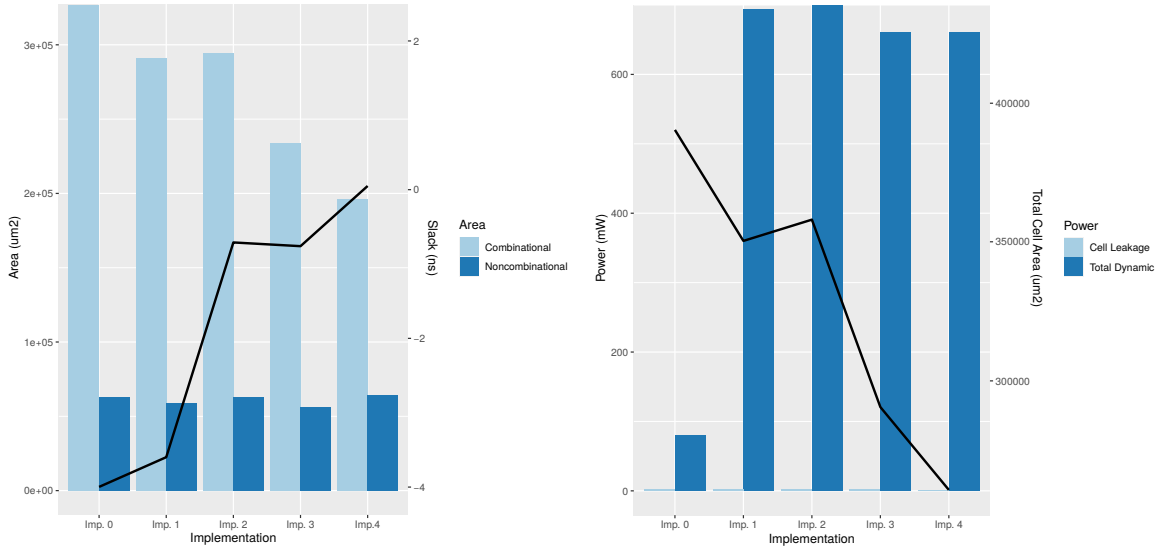 3e+05
2e+05
1e+05
0e+00
Area (um2)
2
0
−2
−4
Slack (ns)
Imp. 0
Imp. 1
Imp. 2
Imp. 3
Imp.4
Implementation
Area
Combinational
Noncombinational
600
400
200
0
Power (mW)
400000
350000
300000
Total Cell Area (um2)
Imp. 0
Imp. 1
Imp. 2
Imp. 3
Imp. 4
Implementation
Power
Cell Leakage
Total Dynamic